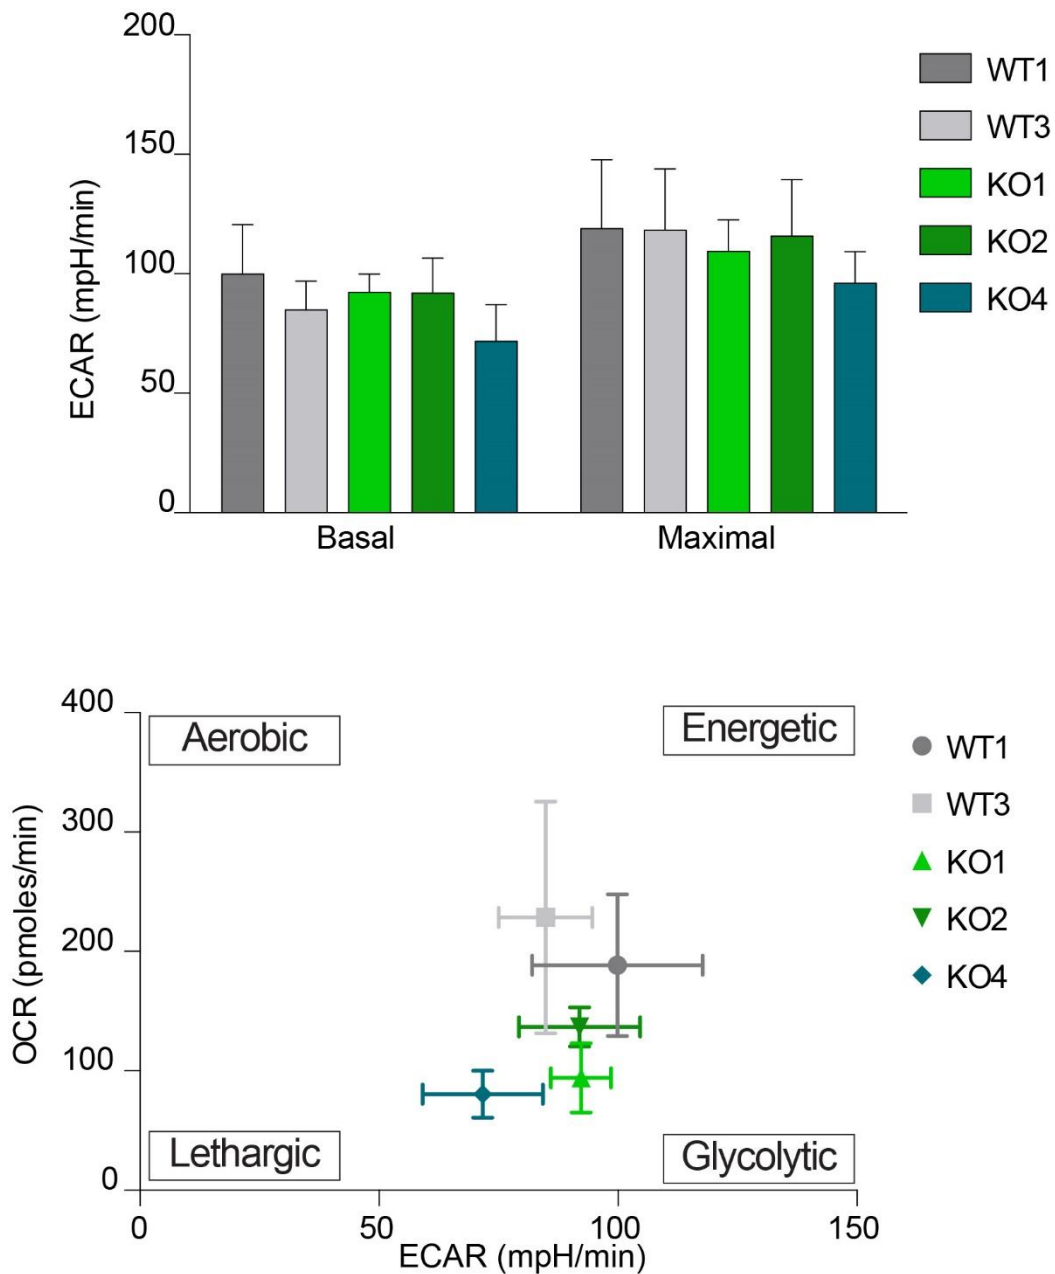 200
150
100
50
0
ECAR (mpH/min)
Basal Maximal
WT1
WT3
KO1
KO2
KO4
400
300
200
100
0
OCR (pmoles/min)
Aerobic Energetic
Lethargic Glycolytic
0 50 100 150
ECAR (mpH/min)
WT1
WT3
KO1
KO2
KO4